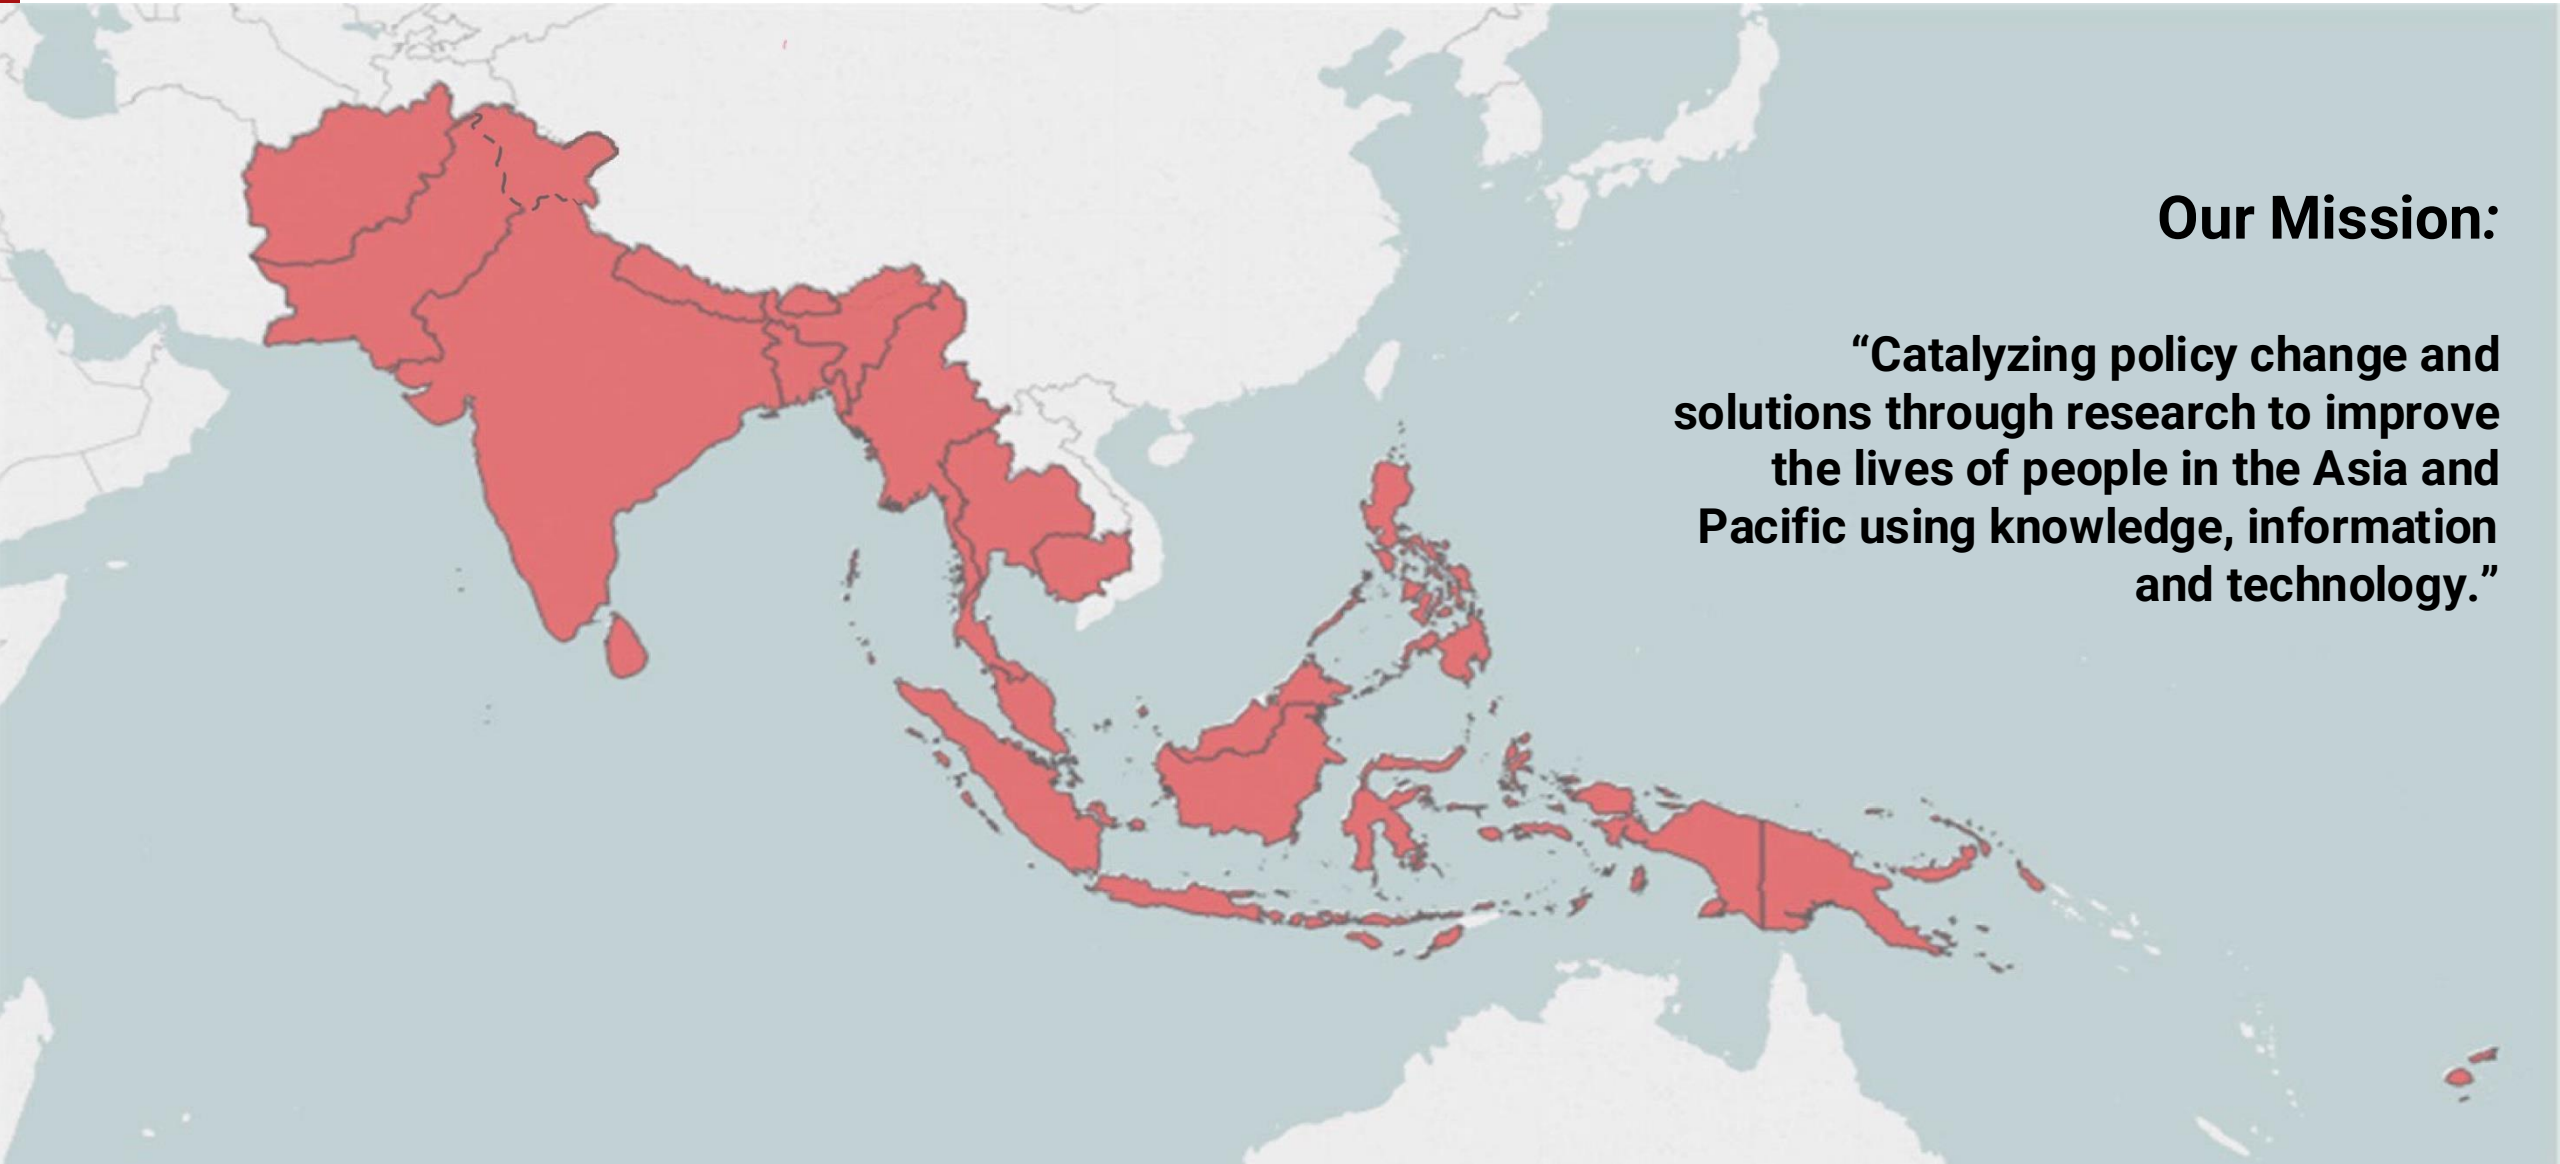 Our Mission:
“Catalyzing policy change and
solutions through research to improve
the lives of people in the Asia and
Pacific using knowledge, information
and technology.”